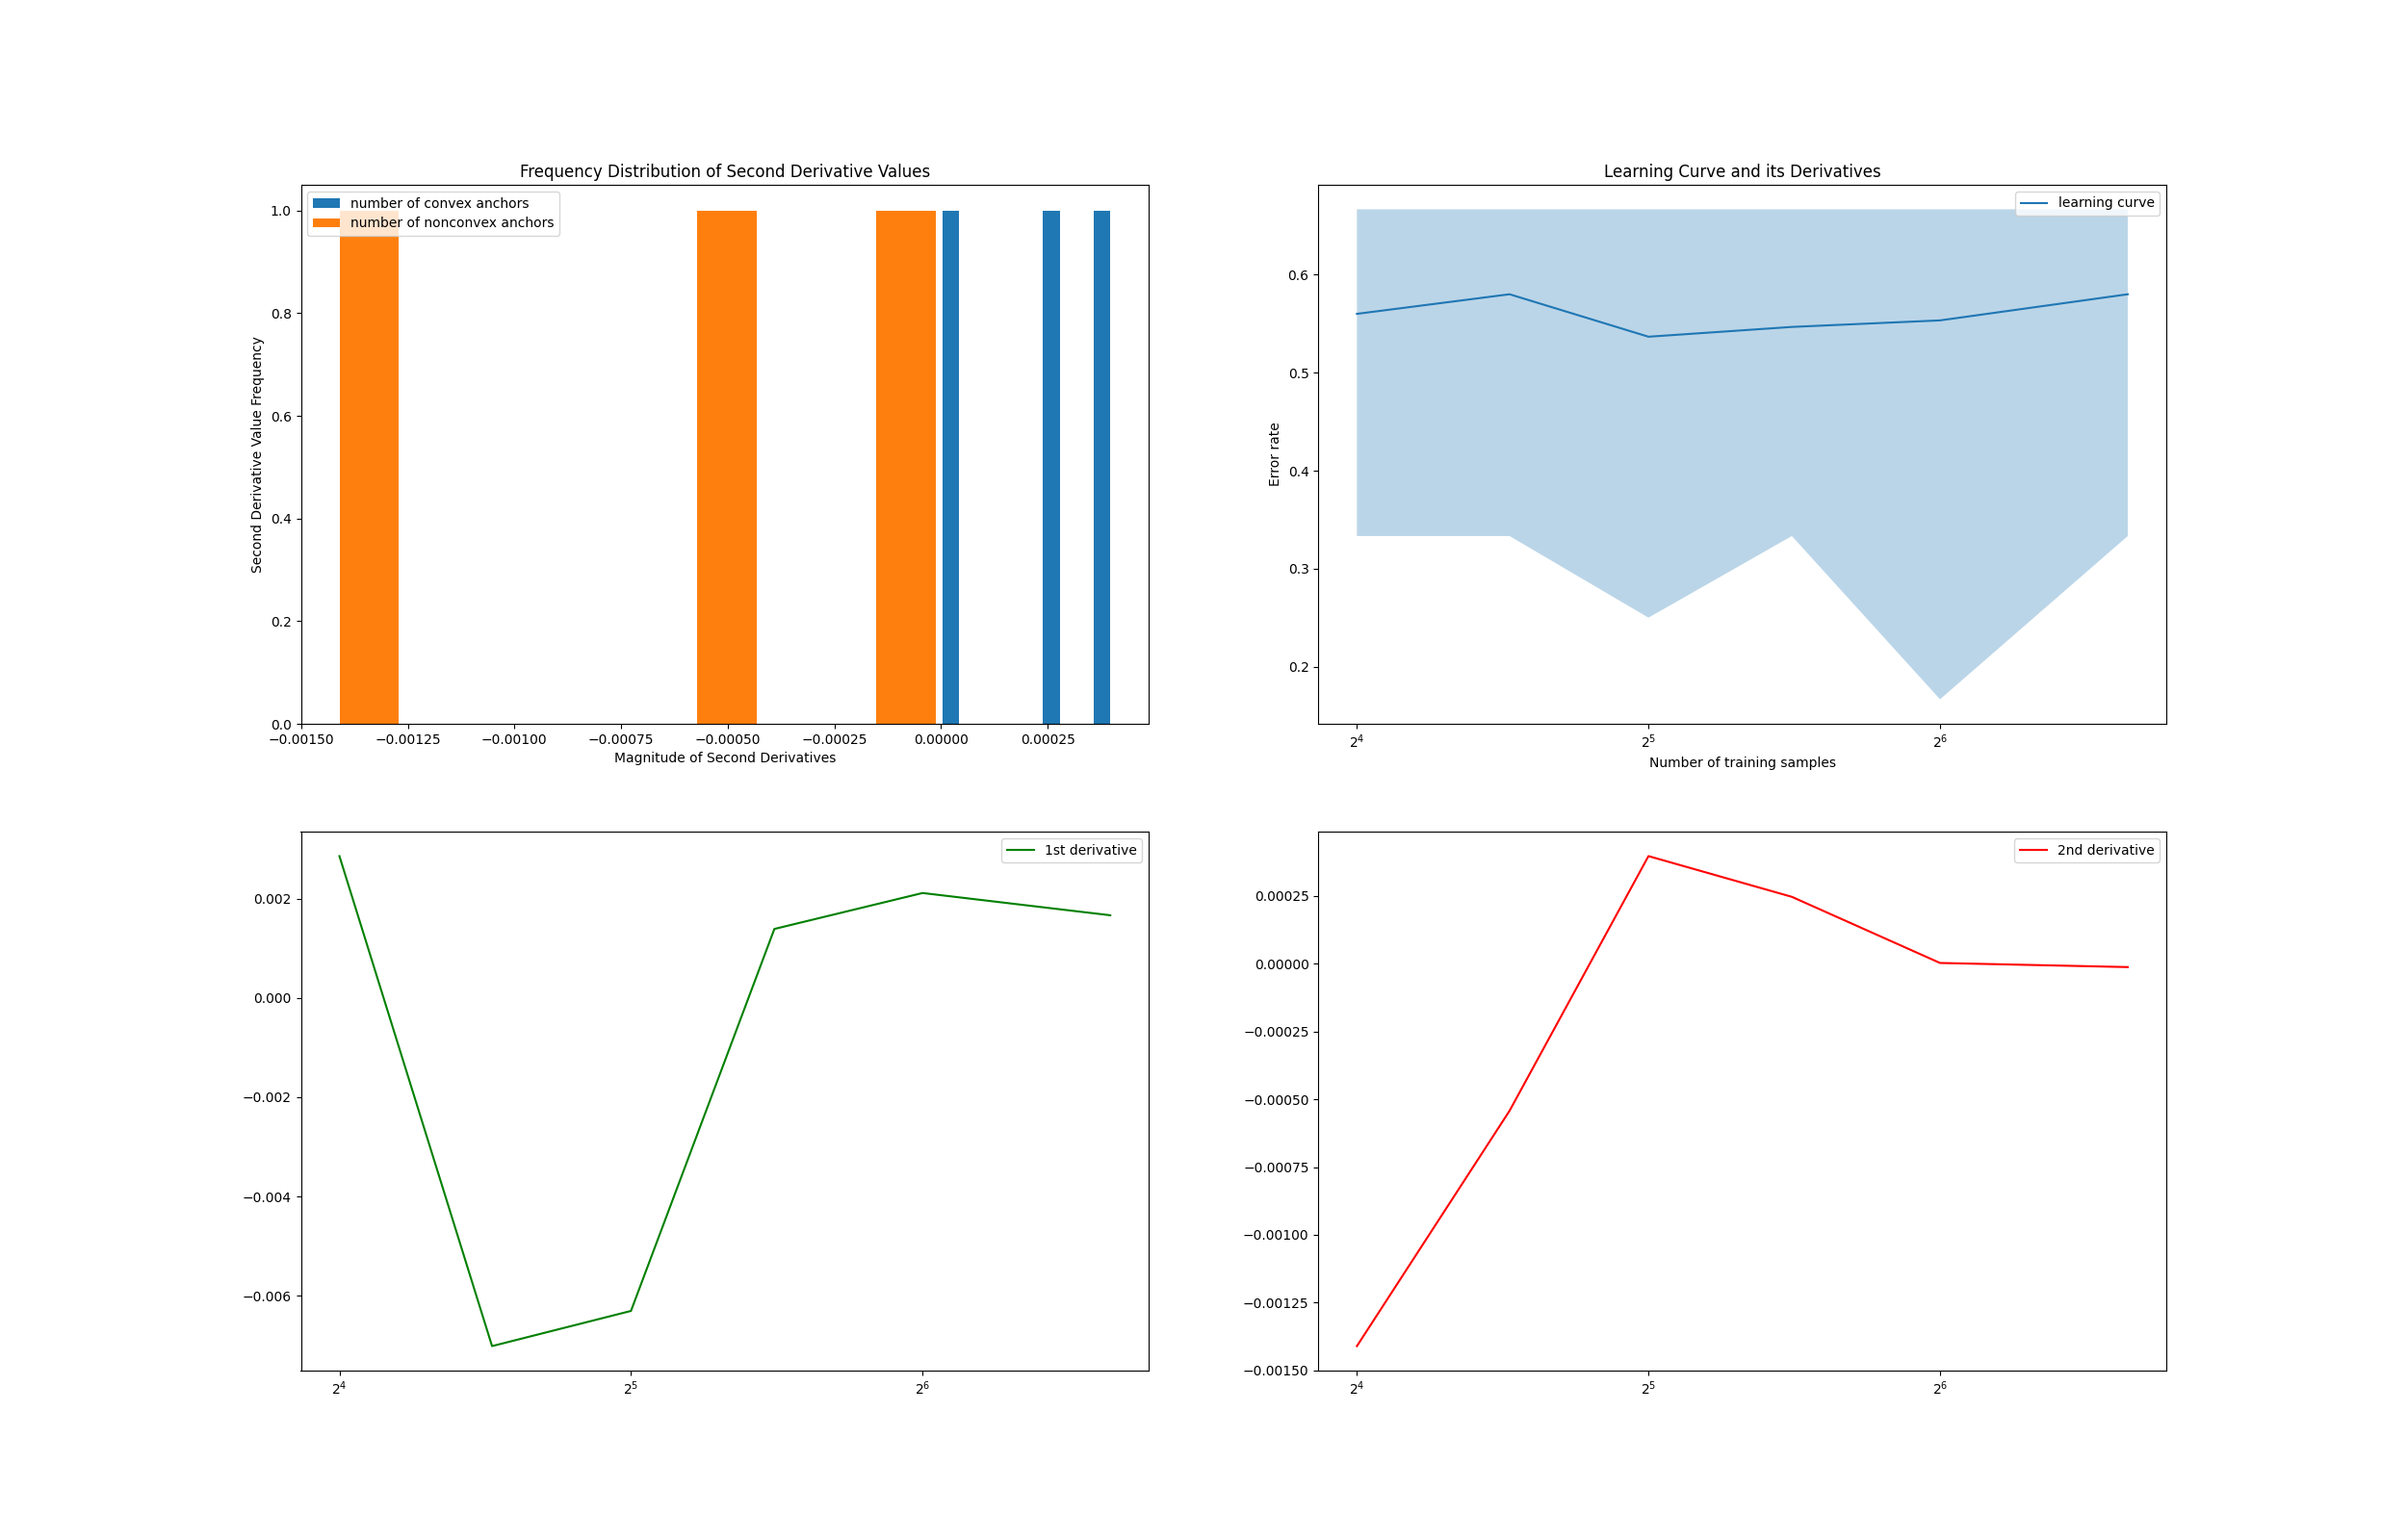 Frequency Distribution of Second Derivative Values
number of convex anchors
number of nonconvex anchors
Second Derivative Value Frequency
1.0
0.8
0.6
0.4
0.2
0.0
−0.00150 −0.00125 −0.00100 −0.00075 −0.00050 −0.00025 0.00000 0.00025
Magnitude of Second Derivatives
Learning Curve and its Derivatives
learning curve
Error rate
0.6
0.5
0.4
0.3
0.2
2⁴ 2⁵ 2⁶
Number of training samples
1st derivative
0.002
0.000
−0.002
−0.004
−0.006
2⁴ 2⁵ 2⁶
2nd derivative
0.00025
0.00000
−0.00025
−0.00050
−0.00075
−0.00100
−0.00125
−0.00150
2⁴ 2⁵ 2⁶